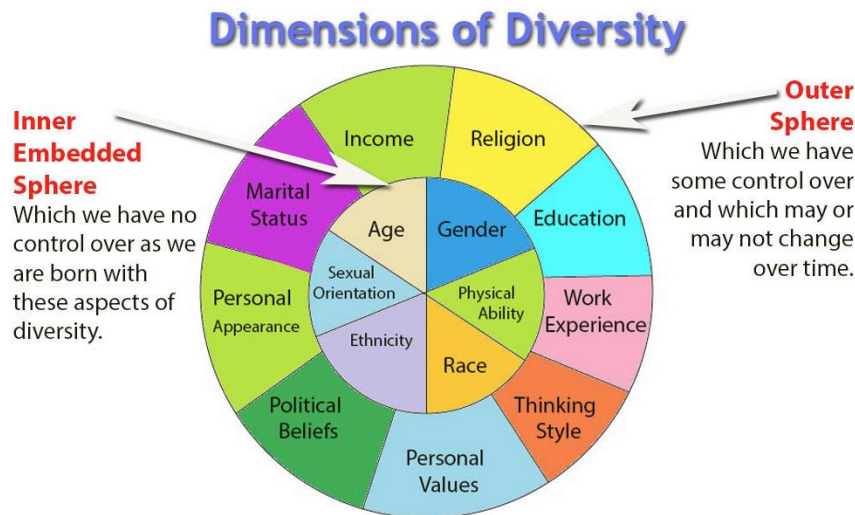 Dimensions of Diversity
Inner
Embedded
Sphere
Which we have no
control over as we
are born with
these aspects of
diversity.
Outer
Sphere
Which we have
some control over
and which may or
may not change
over time.
Income
Religion
Education
Work
Experience
Thinking
Style
Personal
Values
Political
Beliefs
Personal
Appearance
Marital
Status
Age
Gender
Physical
Ability
Race
Ethnicity
Sexual
Orientation